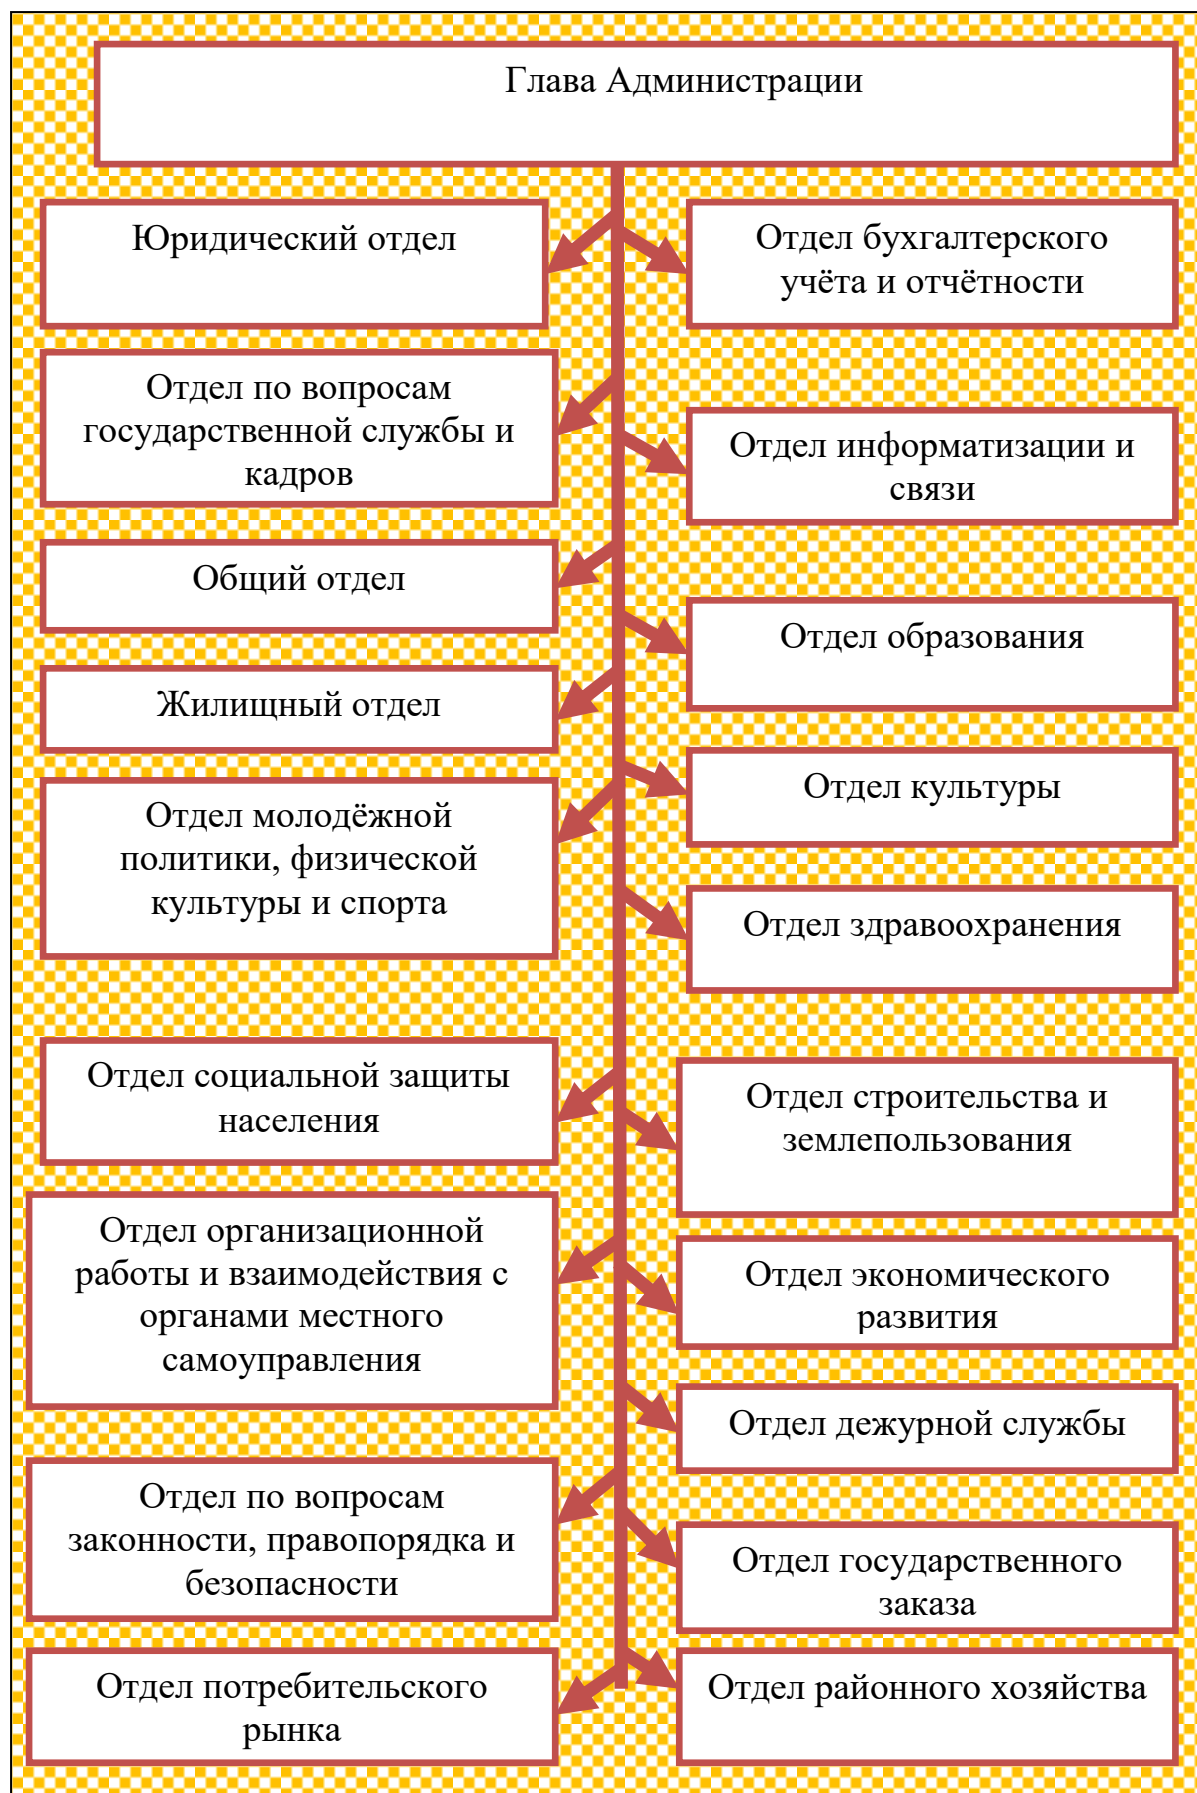 Глава Администрации
Юридический отдел
Отдел бухгалтерского
учёта и отчётности
Отдел по вопросам
государственной службы и
кадров
Отдел информатизации и
связи
Общий отдел
Отдел образования
Жилищный отдел
Отдел культуры
Отдел молодёжной
политики, физической
культуры и спорта
Отдел здравоохранения
Отдел социальной защиты
населения
Отдел строительства и
землепользования
Отдел организационной
работы и взаимодействия с
органами местного
самоуправления
Отдел экономического
развития
Отдел дежурной службы
Отдел по вопросам
законности, правопорядка и
безопасности
Отдел государственного
заказа
Отдел потребительского
рынка
Отдел районного хозяйства